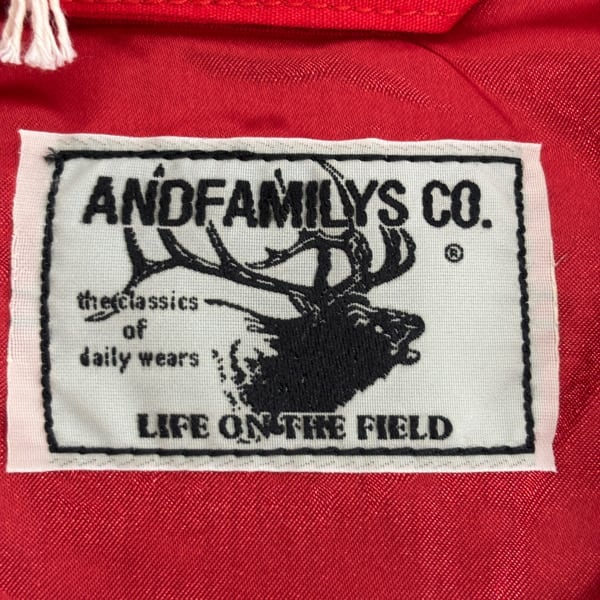 ANDFAMILYS CO.
®
the classics
of
daily wears
LIFE ON THE FIELD